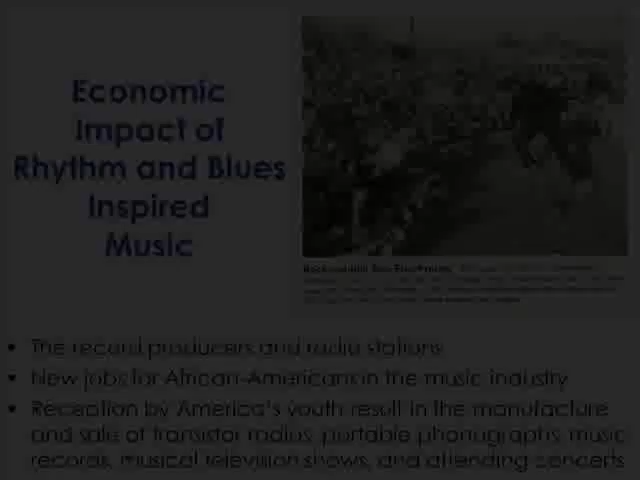 Economic
Impact of
Rhythm and Blues
Inspired
Music
• The record producers and radio stations
• New jobs for African-Americans in the music industry
• Reception by America's youth result in the manufacture
and sale of transistor radios, portable phonographs, music
records, musical television shows, and attending concerts